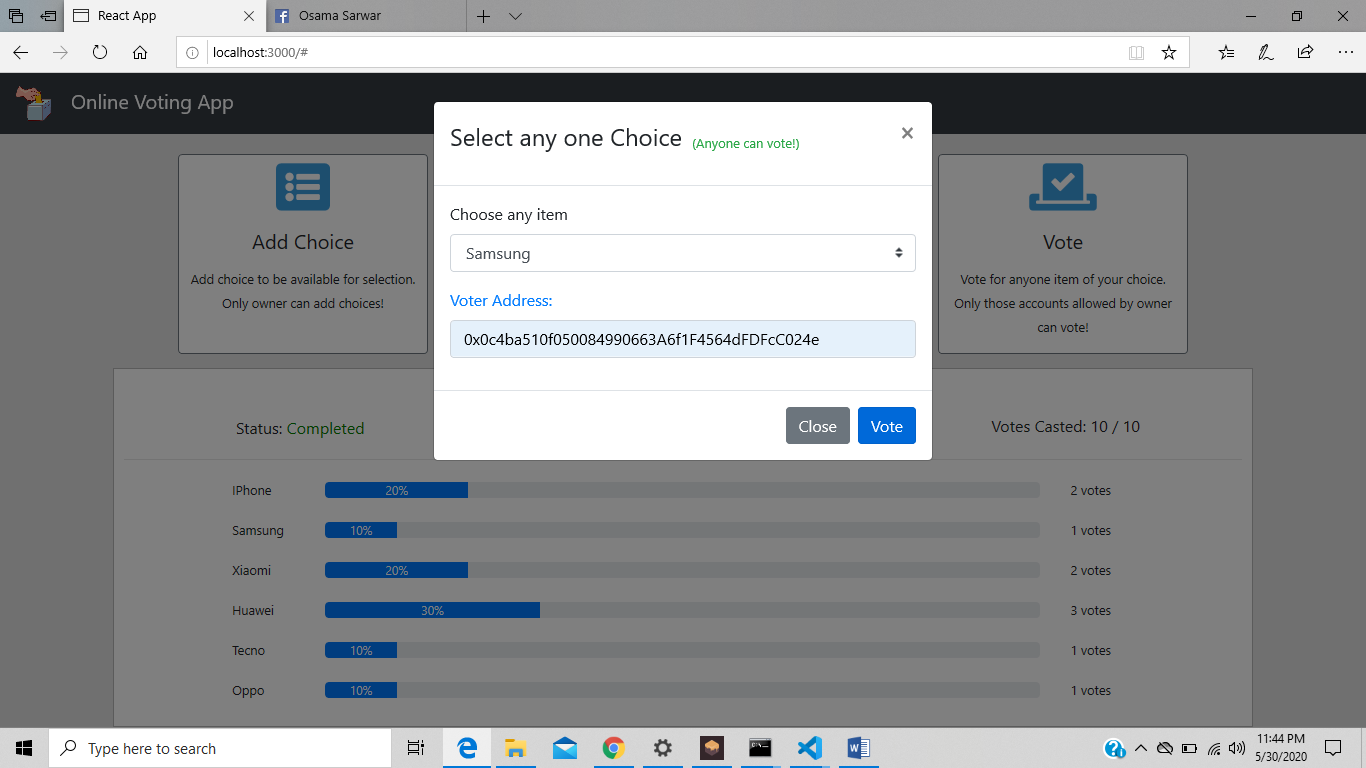 React App
Osama Sarwar
localhost:3000/#
Online Voting App
Select any one Choice (Anyone can vote!)
×
Choose any item
Samsung
Voter Address:
0x0c4ba510f050084990663A6f1F4564dFDFcC024e
Close Vote
Add Choice
Add choice to be available for selection.
Only owner can add choices!
Vote
Vote for anyone item of your choice.
Only those accounts allowed by owner
can vote!
Status: Completed
Votes Casted: 10 / 10
IPhone 20% 2 votes
Samsung 10% 1 votes
Xiaomi 20% 2 votes
Huawei 30% 3 votes
Tecno 10% 1 votes
Oppo 10% 1 votes
Type here to search
11:44 PM
5/30/2020